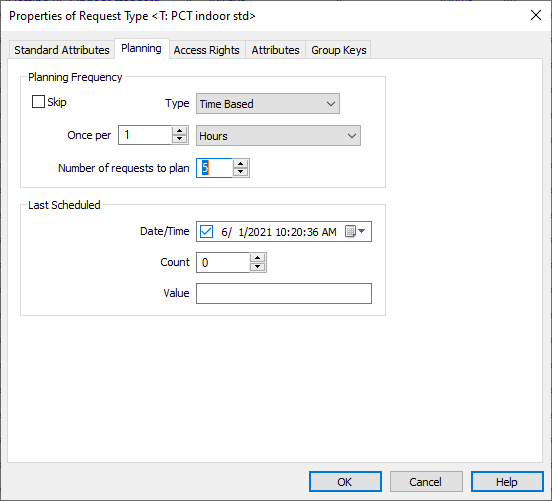 Properties of Request Type <T: PCT indoor std>
Standard Attributes Planning Access Rights Attributes Group Keys
Planning Frequency
Skip Type Time Based
Once per 1 Hours
Number of requests to plan 5
Last Scheduled
Date/Time 6/ 1/2021 10:20:36 AM
Count 0
Value
OK Cancel Help